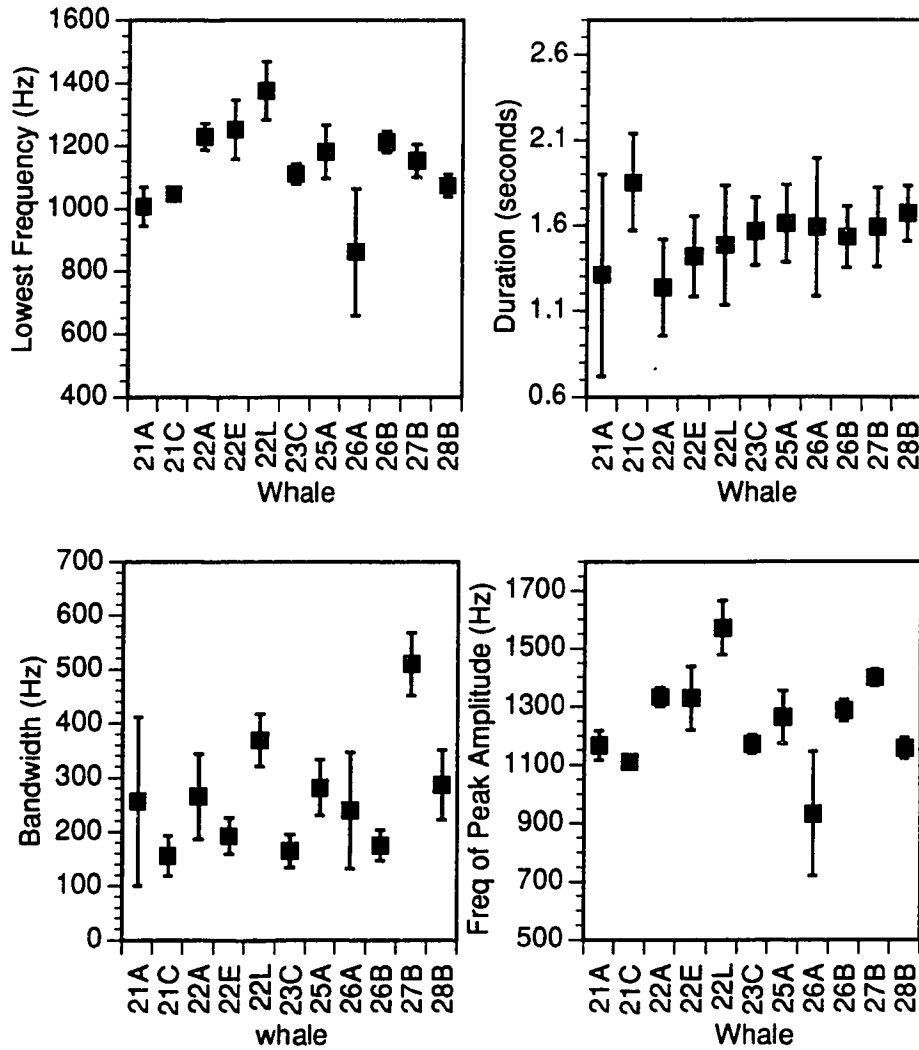 Lowest Frequency (Hz)
1600
1400
1200
1000
800
600
400
21A
21C
22A
22E
22L
23C
25A
26A
26B
27B
28B
Whale
Duration (seconds)
2.6
2.1
1.6
1.1
0.6
21A
21C
22A
22E
22L
23C
25A
26A
26B
27B
28B
Whale
Bandwidth (Hz)
700
600
500
400
300
200
100
0
21A
21C
22A
22E
22L
23C
25A
26A
26B
27B
28B
whale
Freq of Peak Amplitude (Hz)
1700
1500
1300
1100
900
700
500
21A
21C
22A
22E
22L
23C
25A
26A
26B
27B
28B
Whale